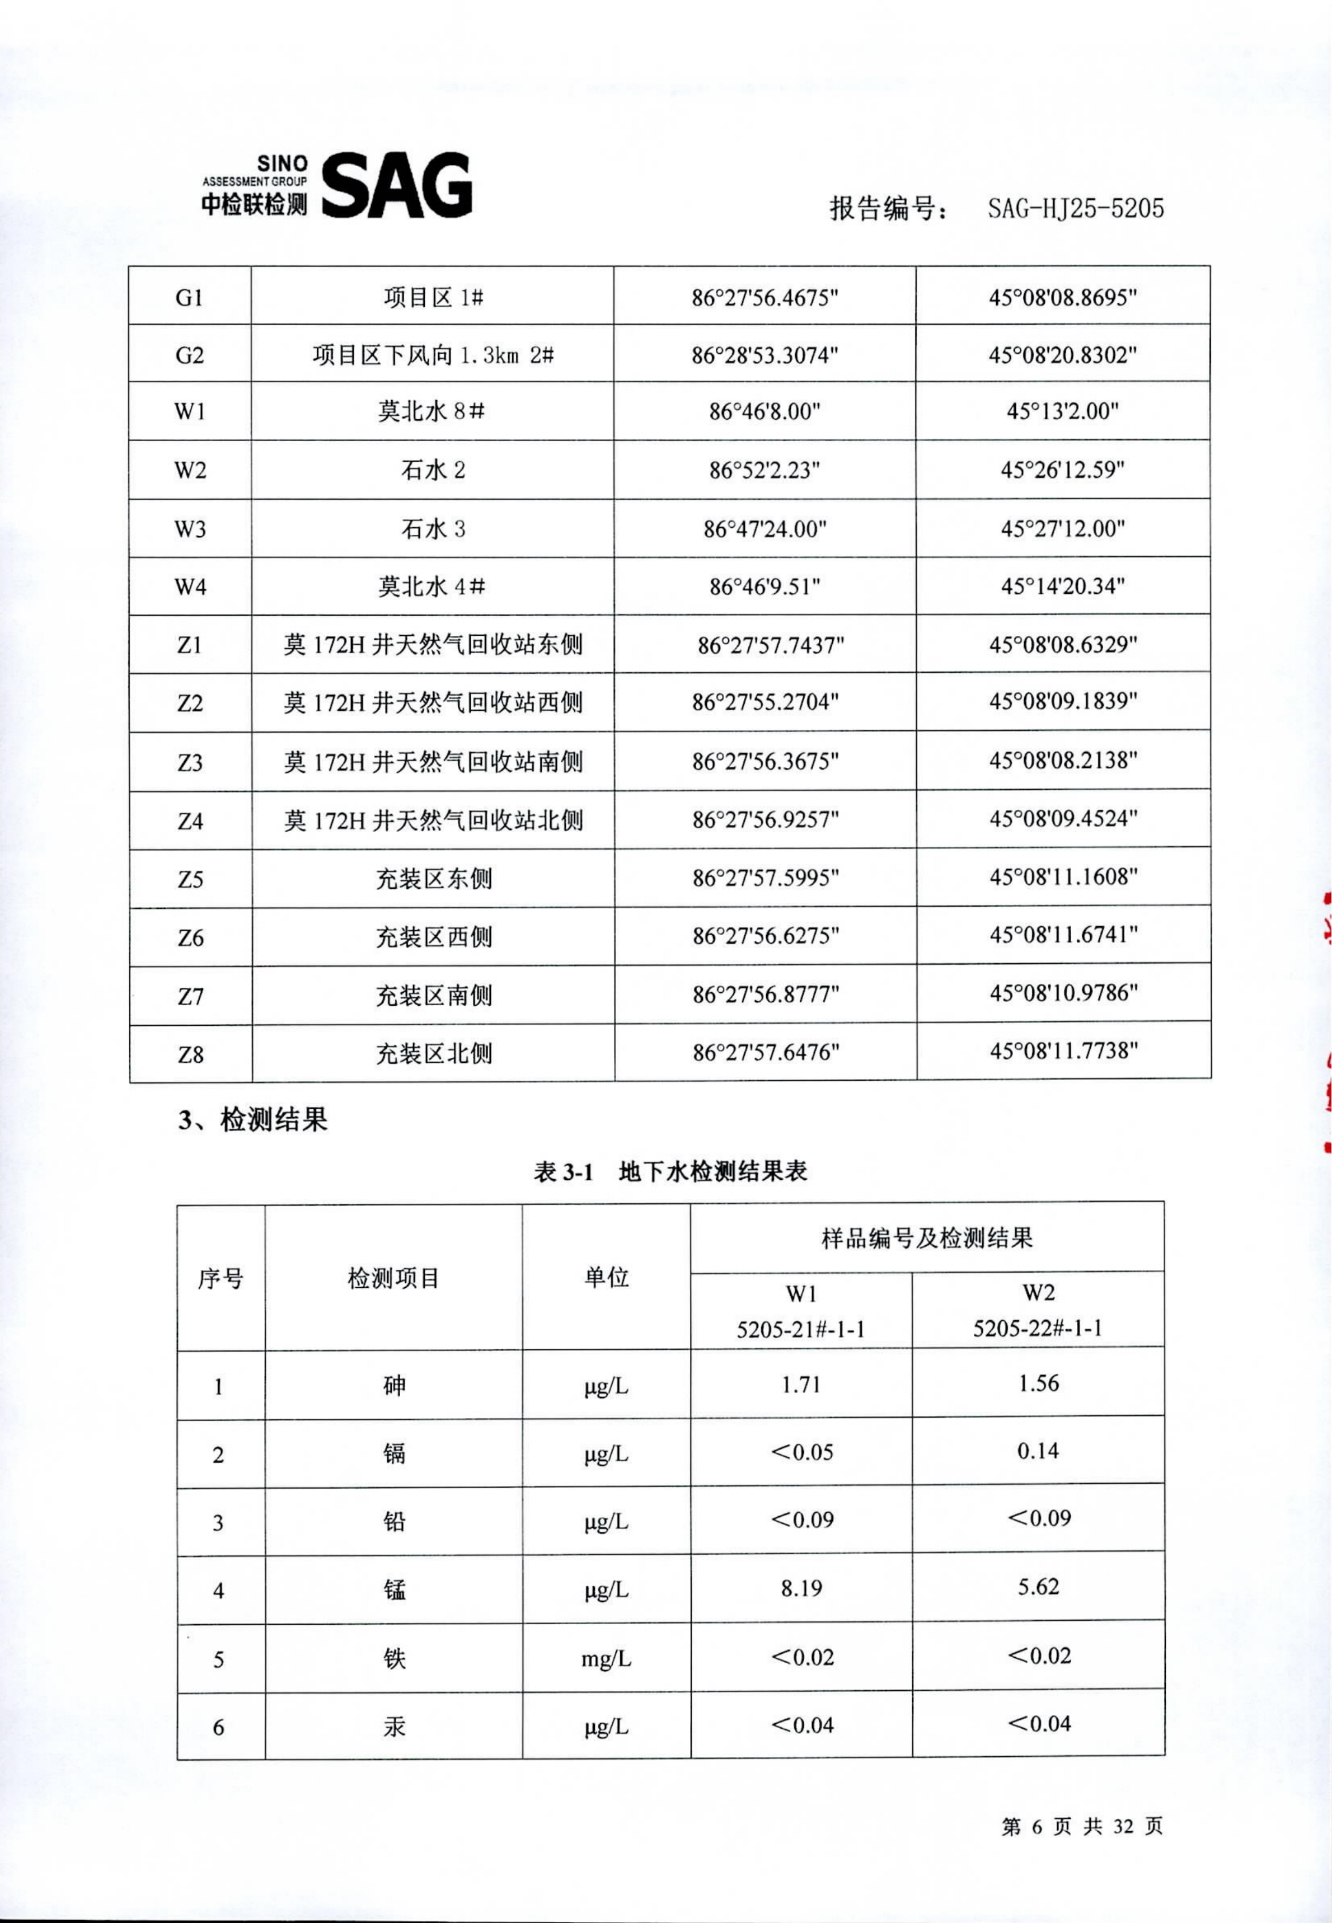 SINO
ASSESSMENT GROUP
中检联检测
SAG
报告编号： SAG-HJ25-5205
G1 项目区 1# 86°27'56.4675" 45°08'08.8695"
G2 项目区下风向 1.3km 2# 86°28'53.3074" 45°08'20.8302"
W1 莫北水 8# 86°46'8.00" 45°13'2.00"
W2 石水 2 86°52'2.23" 45°26'12.59"
W3 石水 3 86°47'24.00" 45°27'12.00"
W4 莫北水 4# 86°46'9.51" 45°14'20.34"
Z1 莫 172H 井天然气回收站东侧 86°27'57.7437" 45°08'08.6329"
Z2 莫 172H 井天然气回收站西侧 86°27'55.2704" 45°08'09.1839"
Z3 莫 172H 井天然气回收站南侧 86°27'56.3675" 45°08'08.2138"
Z4 莫 172H 井天然气回收站北侧 86°27'56.9257" 45°08'09.4524"
Z5 充装区东侧 86°27'57.5995" 45°08'11.1608"
Z6 充装区西侧 86°27'56.6275" 45°08'11.6741"
Z7 充装区南侧 86°27'56.8777" 45°08'10.9786"
Z8 充装区北侧 86°27'57.6476" 45°08'11.7738"
3、检测结果
表 3-1 地下水检测结果表
序号 检测项目 单位 样品编号及检测结果
W1 W2
5205-21#-1-1 5205-22#-1-1
1 砷 μg/L 1.71 1.56
2 镉 μg/L ＜0.05 0.14
3 铅 μg/L ＜0.09 ＜0.09
4 锰 μg/L 8.19 5.62
5 铁 mg/L ＜0.02 ＜0.02
6 汞 μg/L ＜0.04 ＜0.04
第 6 页 共 32 页